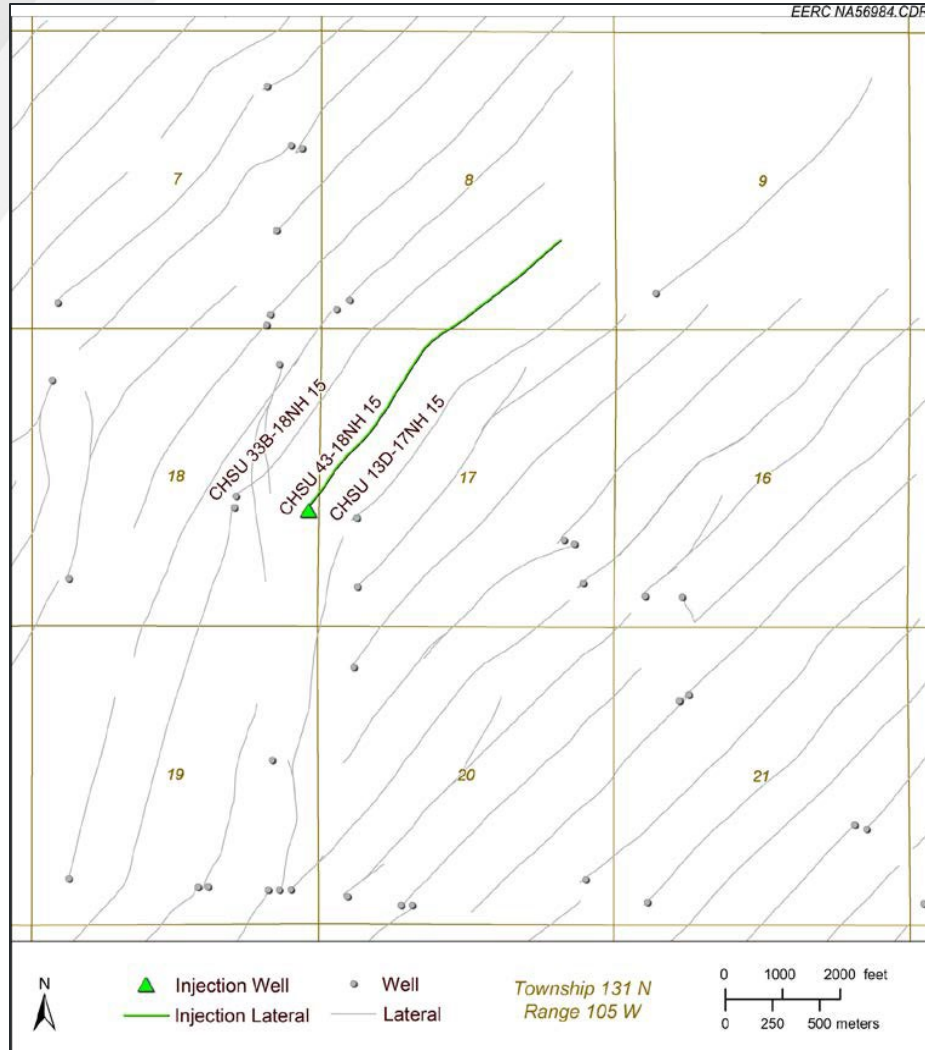 EERC NA56984.CDR
7
8
9
CHSU 33B-18NH 15
CHSU 43-18NH 15
CHSU 13D-17NH 15
18
17
16
19
20
21
N
Injection Well
Well
Injection Lateral
Lateral
Township 131 N
Range 105 W
0 1000 2000 feet
0 250 500 meters